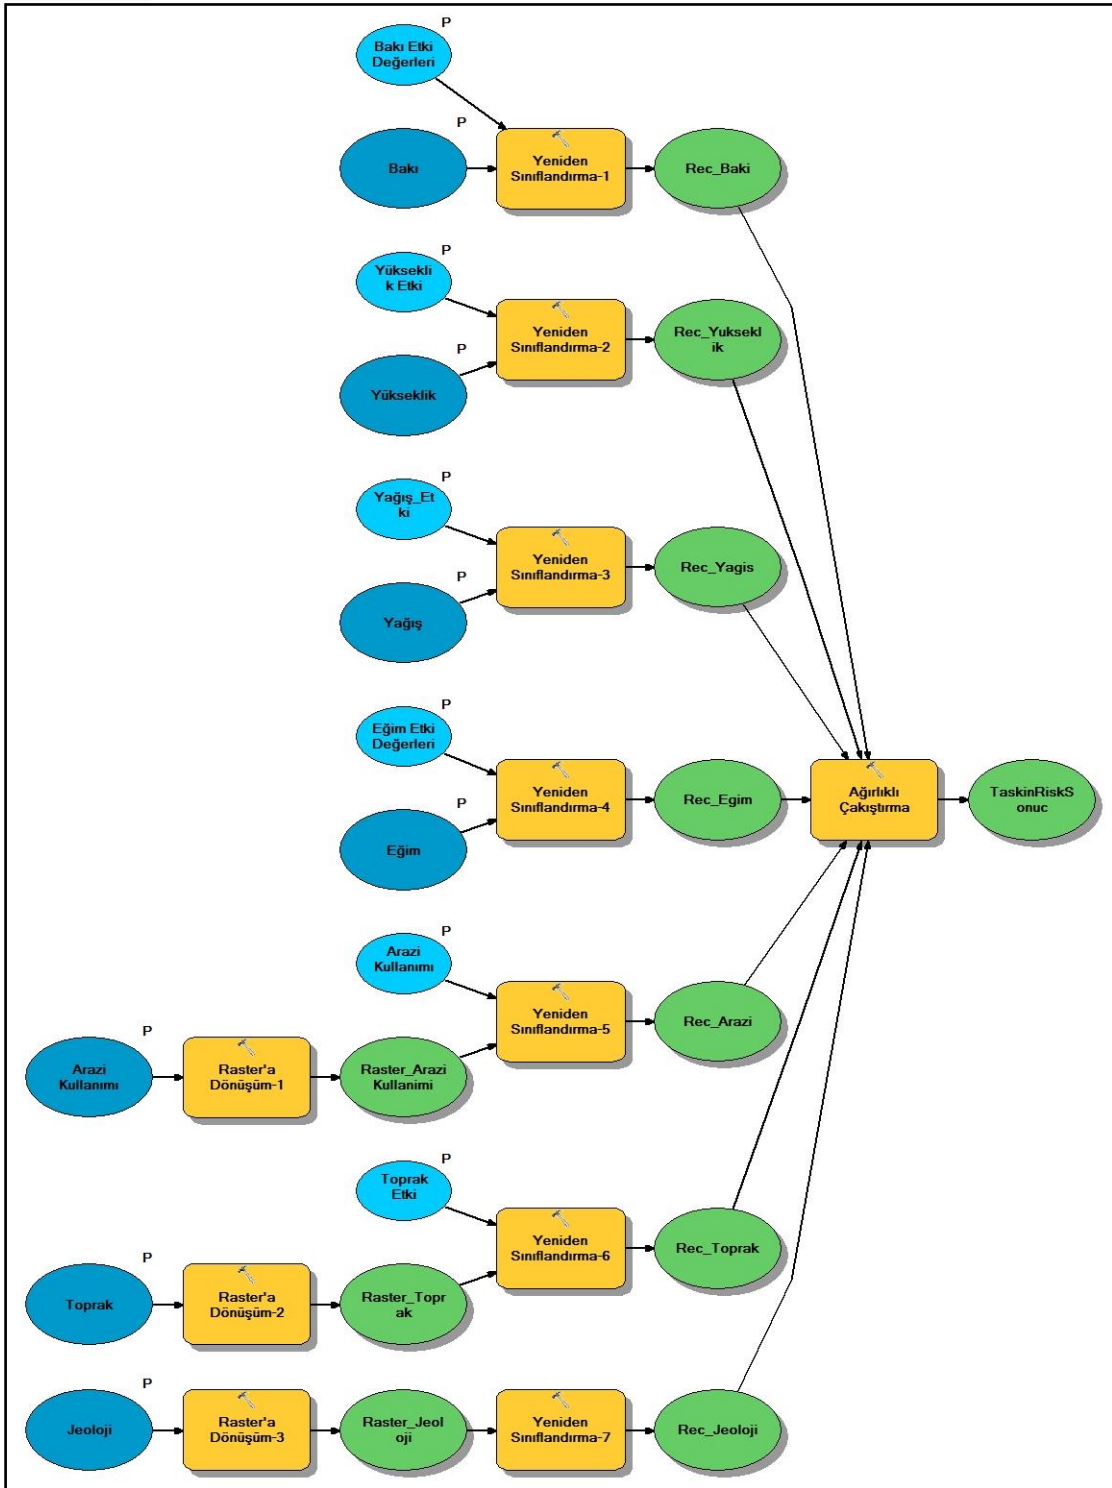 P
Bakı Etki
Değerleri
P
Bakı
Yeniden
Sınıflandırma-1
Rec_Baki
P
Yüksekli
k Etki
P
Yükseklik
Yeniden
Sınıflandırma-2
Rec_Yuksekl
ik
P
Yağış_Et
ki
P
Yağış
Yeniden
Sınıflandırma-3
Rec_Yagis
P
Eğim Etki
Değerleri
P
Eğim
Yeniden
Sınıflandırma-4
Rec_Egim
Ağırlıklı
Çakıştırma
TaskinRiskS
onuc
P
Arazi
Kullanımı
Yeniden
Sınıflandırma-5
Rec_Arazi
P
Arazi
Kullanımı
Raster'a
Dönüşüm-1
Raster_Arazi
Kullanimi
P
Toprak
Etki
Yeniden
Sınıflandırma-6
Rec_Toprak
P
Toprak
Raster'a
Dönüşüm-2
Raster_Topr
ak
P
Jeoloji
Raster'a
Dönüşüm-3
Raster_Jeol
oji
Yeniden
Sınıflandırma-7
Rec_Jeoloji